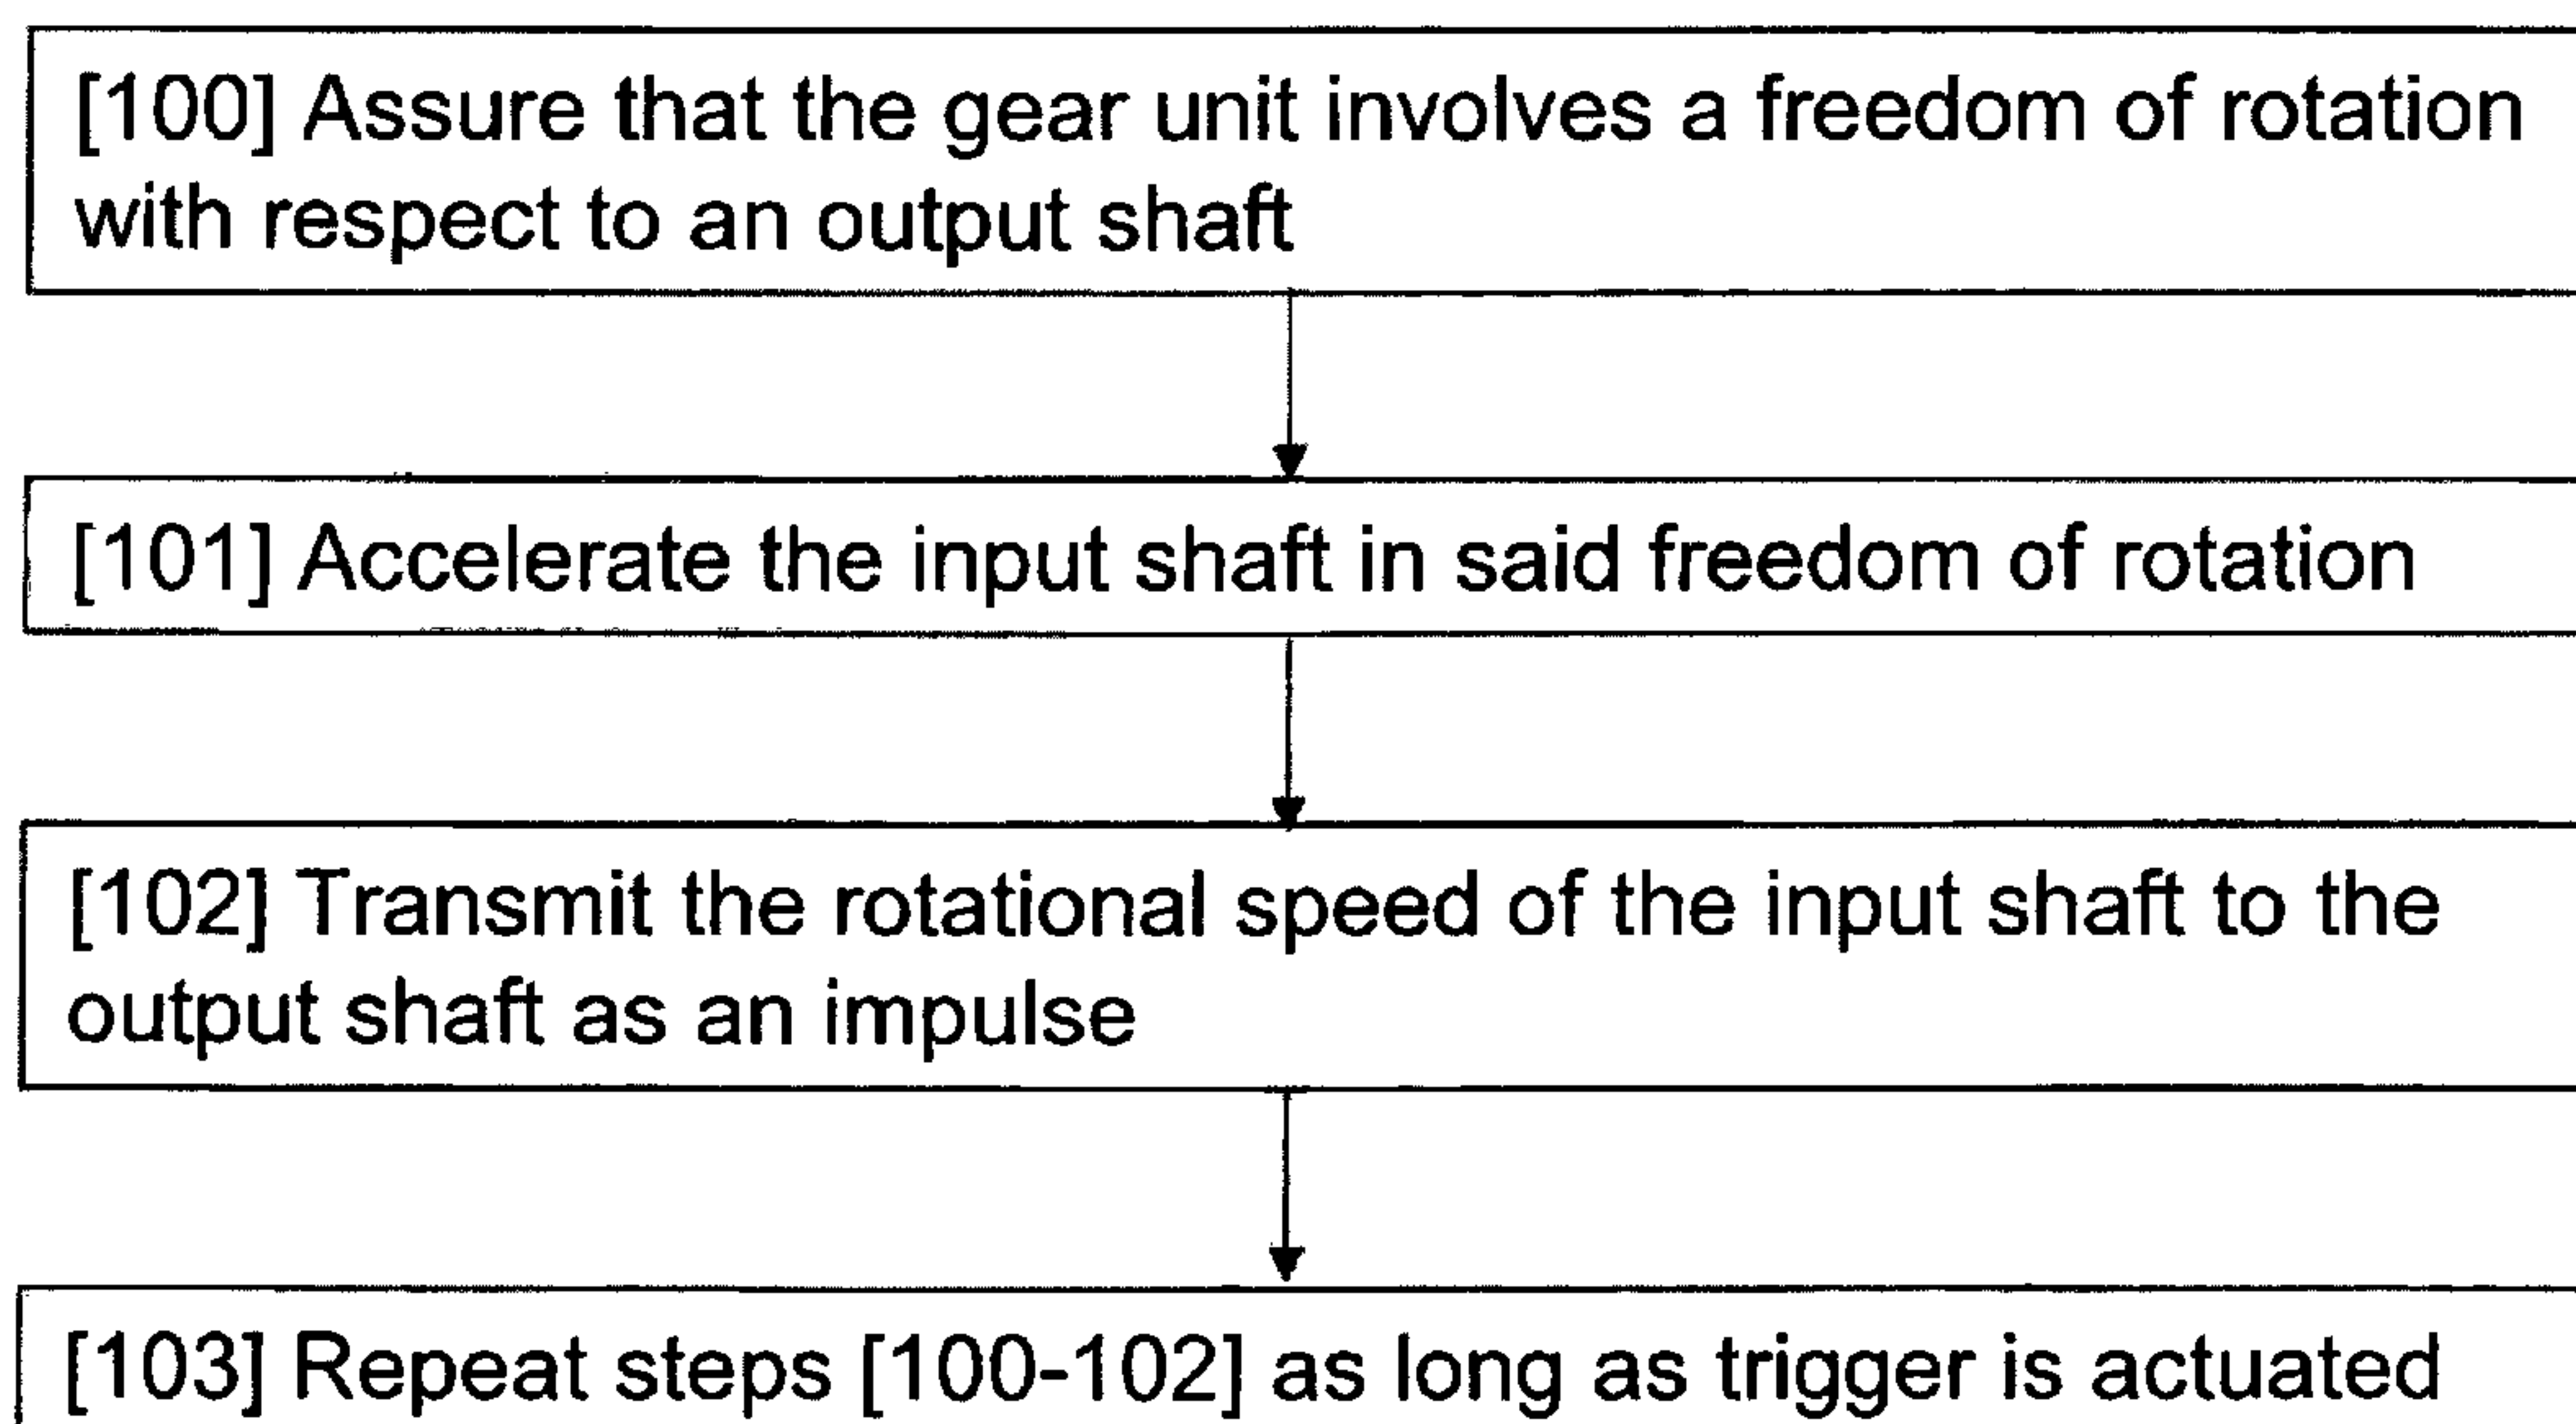 [100] Assure that the gear unit involves a freedom of rotation
with respect to an output shaft
[101] Accelerate the input shaft in said freedom of rotation
[102] Transmit the rotational speed of the input shaft to the
output shaft as an impulse
[103] Repeat steps [100-102] as long as trigger is actuated